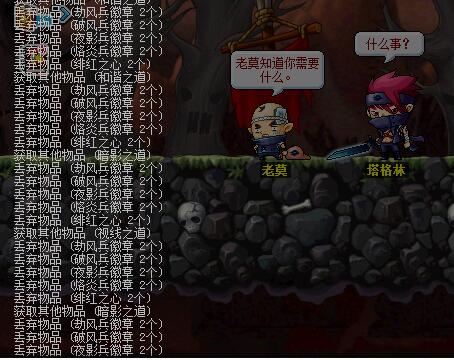 获取其他物品 (和谐之道)
丢弃物品 (劫风兵徽章 2个)
丢弃物品 (破风兵徽章 2个)
丢弃物品 (夜影兵徽章 2个)
丢弃物品 (烙炎兵徽章 2个)
丢弃物品 (绯红之心 2个)
获取其他物品 (和谐之道)
丢弃物品 (劫风兵徽章 2个)
丢弃物品 (破风兵徽章 2个)
丢弃物品 (夜影兵徽章 2个)
丢弃物品 (烙炎兵徽章 2个)
丢弃物品 (绯红之心 2个)
获取其他物品 (暗影之道)
丢弃物品 (劫风兵徽章 2个)
丢弃物品 (破风兵徽章 2个)
丢弃物品 (夜影兵徽章 2个)
丢弃物品 (烙炎兵徽章 2个)
丢弃物品 (绯红之心 2个)
获取其他物品 (视线之道)
丢弃物品 (劫风兵徽章 2个)
丢弃物品 (破风兵徽章 2个)
丢弃物品 (夜影兵徽章 2个)
丢弃物品 (烙炎兵徽章 2个)
丢弃物品 (绯红之心 2个)
获取其他物品 (暗影之道)
丢弃物品 (劫风兵徽章 2个)
丢弃物品 (破风兵徽章 2个)
丢弃物品 (夜影兵徽章 2个)
老莫知道你需要
什么。
什么事?
老莫
塔格林